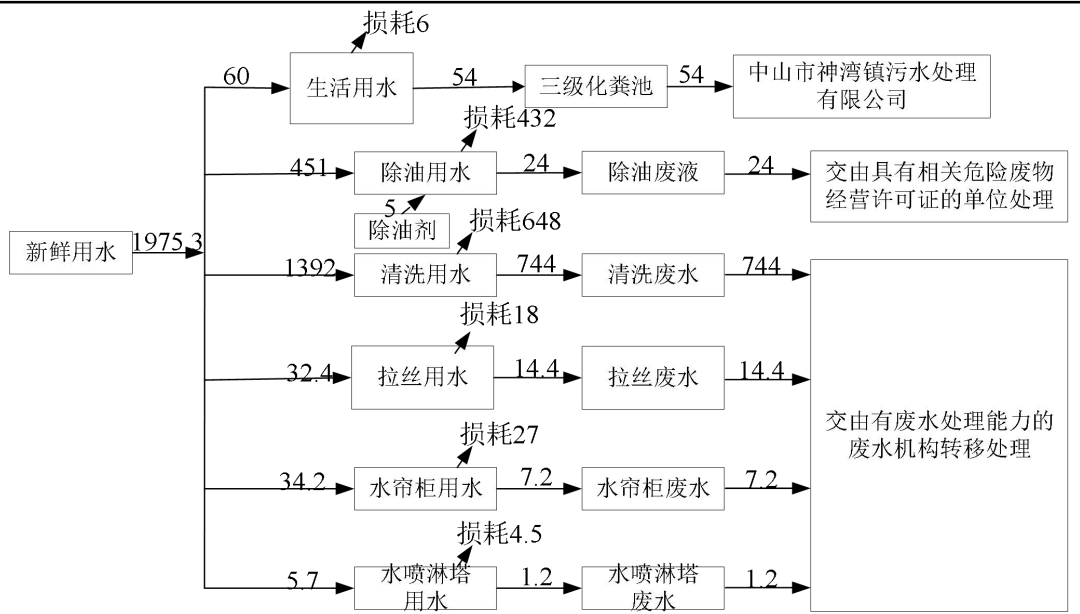 损耗6
60
生活用水
54
三级化粪池
54
中山市神湾镇污水处理
有限公司
损耗432
451
除油用水
24
除油废液
24
交由具有相关危险废物
经营许可证的单位处理
5
除油剂
新鲜用水
1975.3
损耗648
1392
清洗用水
744
清洗废水
744
损耗18
32.4
拉丝用水
14.4
拉丝废水
14.4
交由有废水处理能力的
废水机构转移处理
损耗27
34.2
水帘柜用水
7.2
水帘柜废水
7.2
损耗4.5
5.7
水喷淋塔
用水
1.2
水喷淋塔
废水
1.2